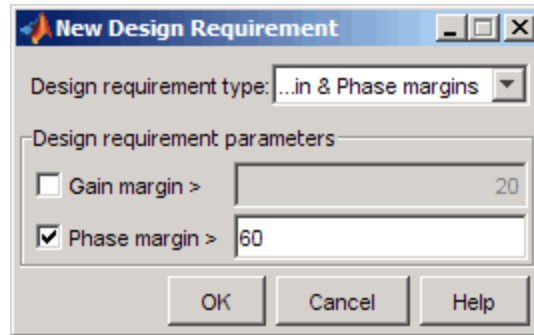 New Design Requirement
Design requirement type: ...in & Phase margins
Design requirement parameters
Gain margin > 20
Phase margin > 60
OK Cancel Help